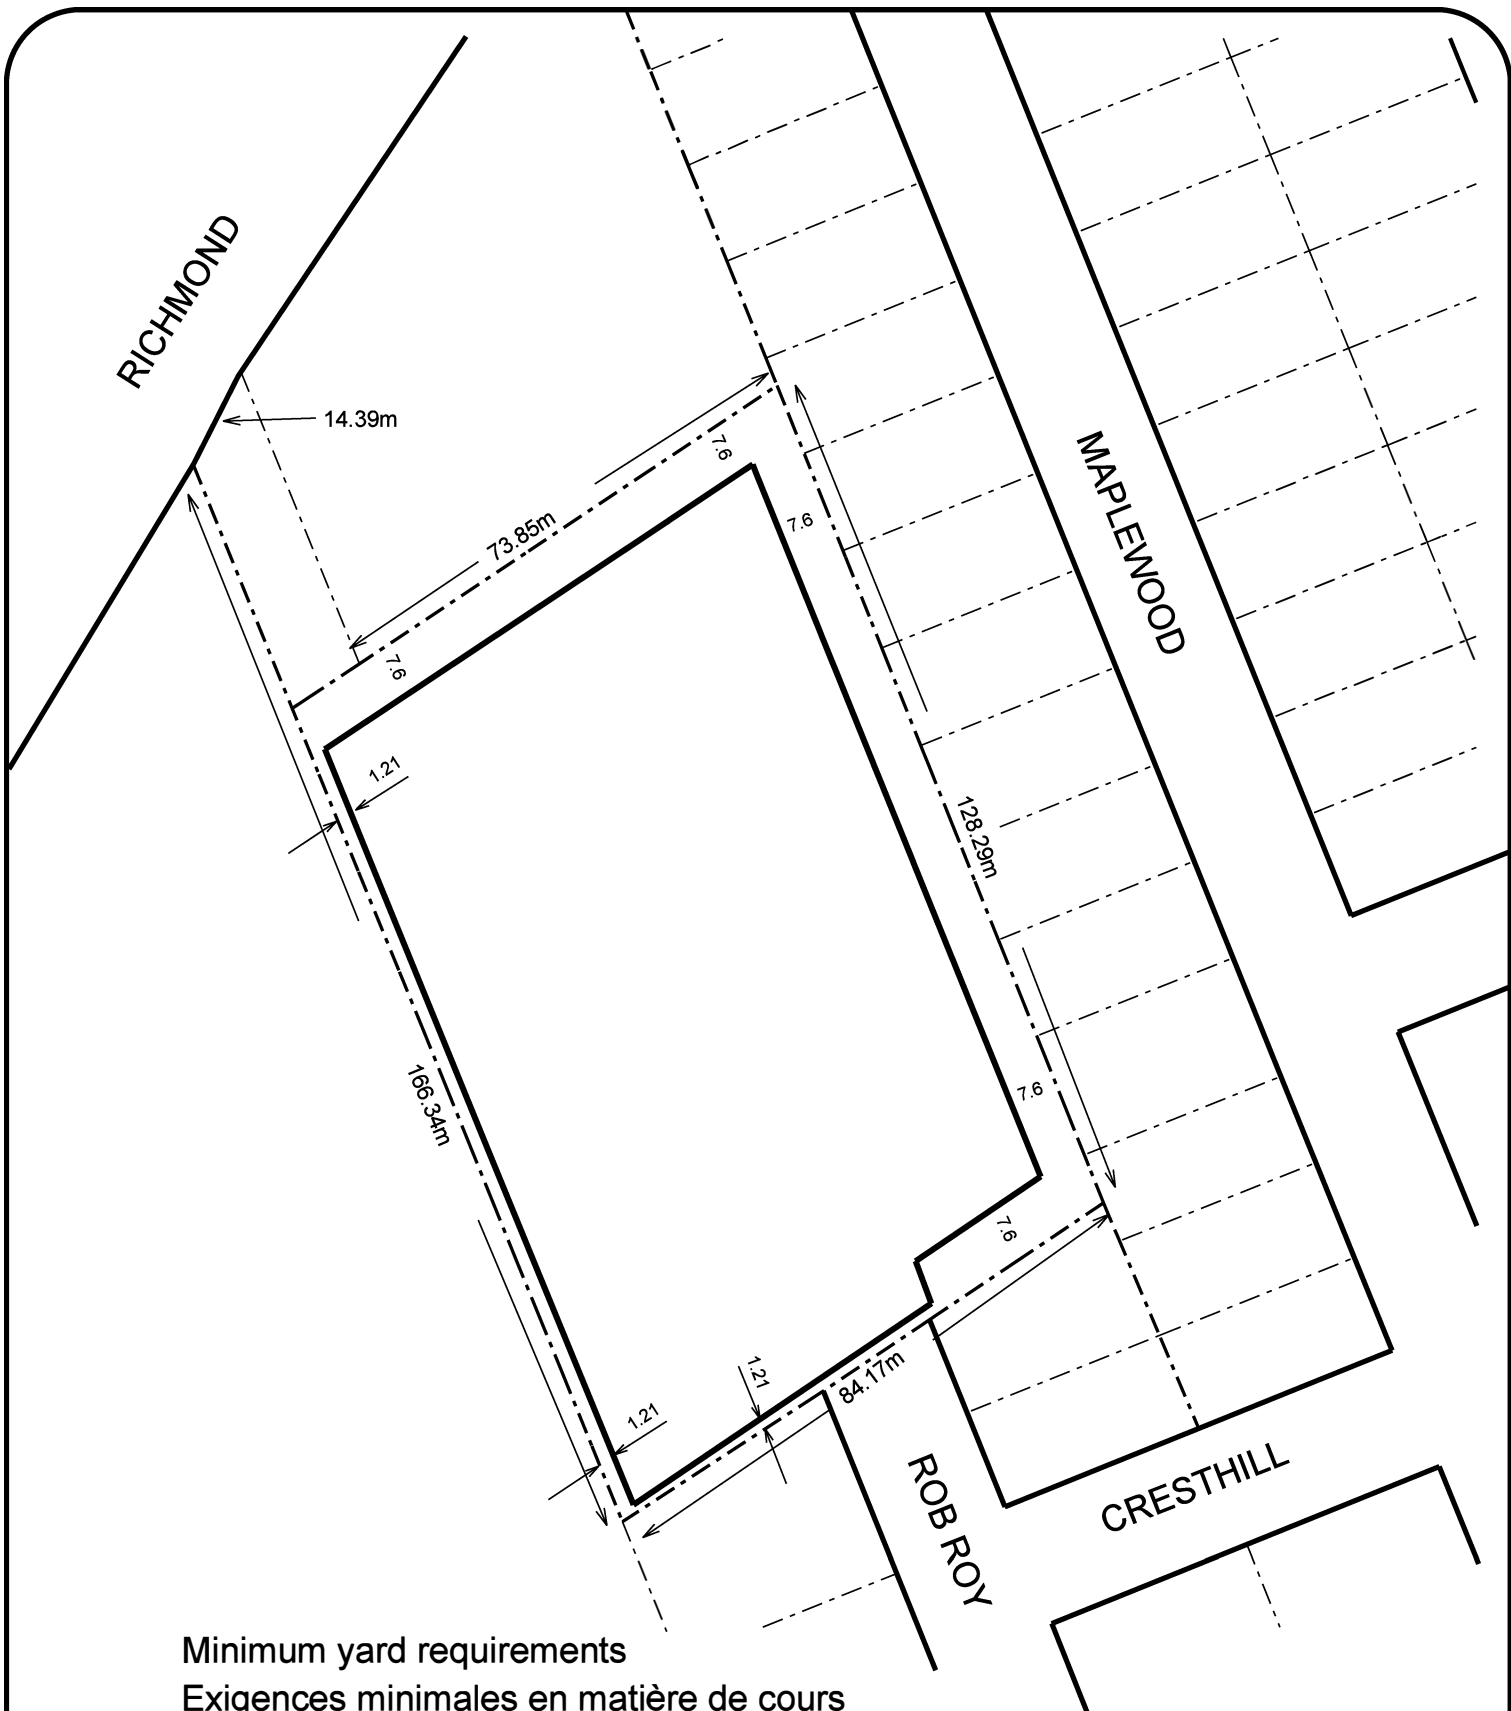 RICHMOND
14.39m
7.6
73.85m
7.6
MAPLEWOOD
7.6
1.21
128.29m
166.34m
7.6
7.6
1.21
84.17m
1.21
ROB ROY
CRESTHILL
Minimum yard requirements
Exigences minimales en matière de cours